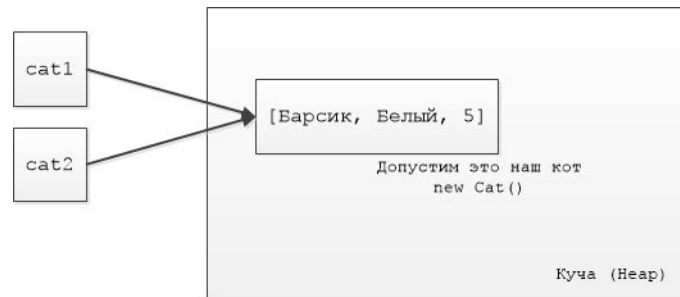 cat1
cat2
[Барсик, Белый, 5]
Допустим это наш кот
new Cat()
Куча (Heap)